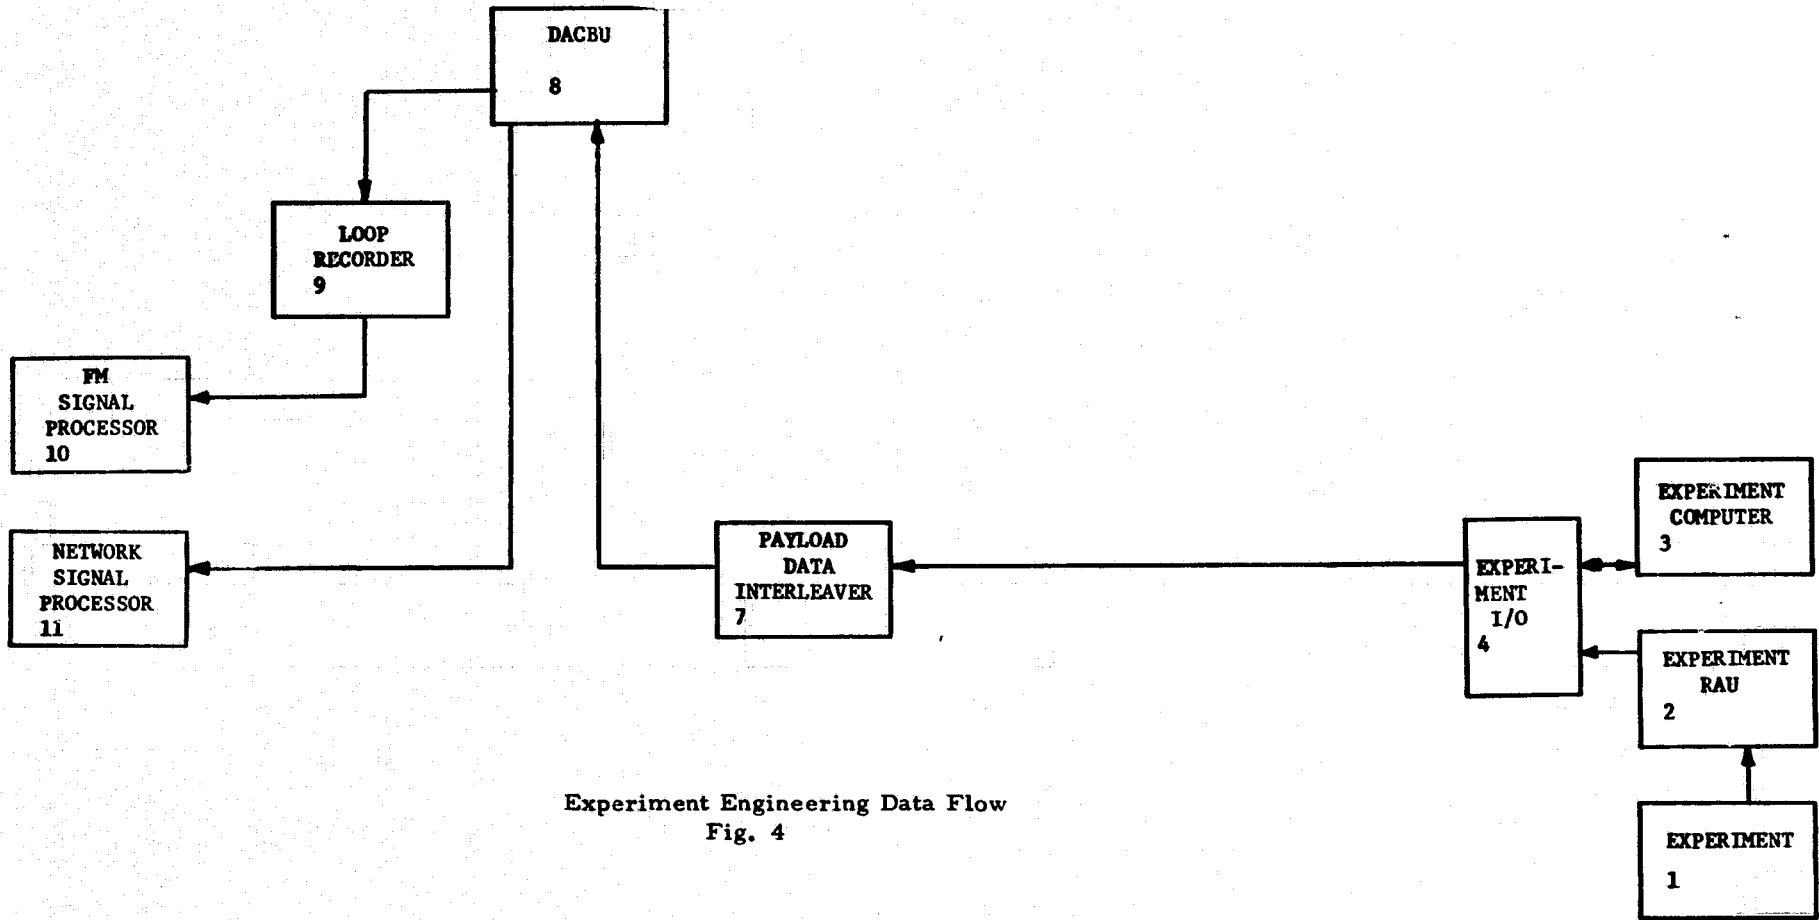 DACBU
8
LOOP
RECORDER
9
FM
SIGNAL
PROCESSOR
10
NETWORK
SIGNAL
PROCESSOR
11
PAYLOAD
DATA
INTERLEAVER
7
EXPERI-
MENT
I/O
4
EXPERIMENT
COMPUTER
3
EXPERIMENT
RAU
2
EXPERIMENT
1
Experiment Engineering Data Flow
Fig. 4